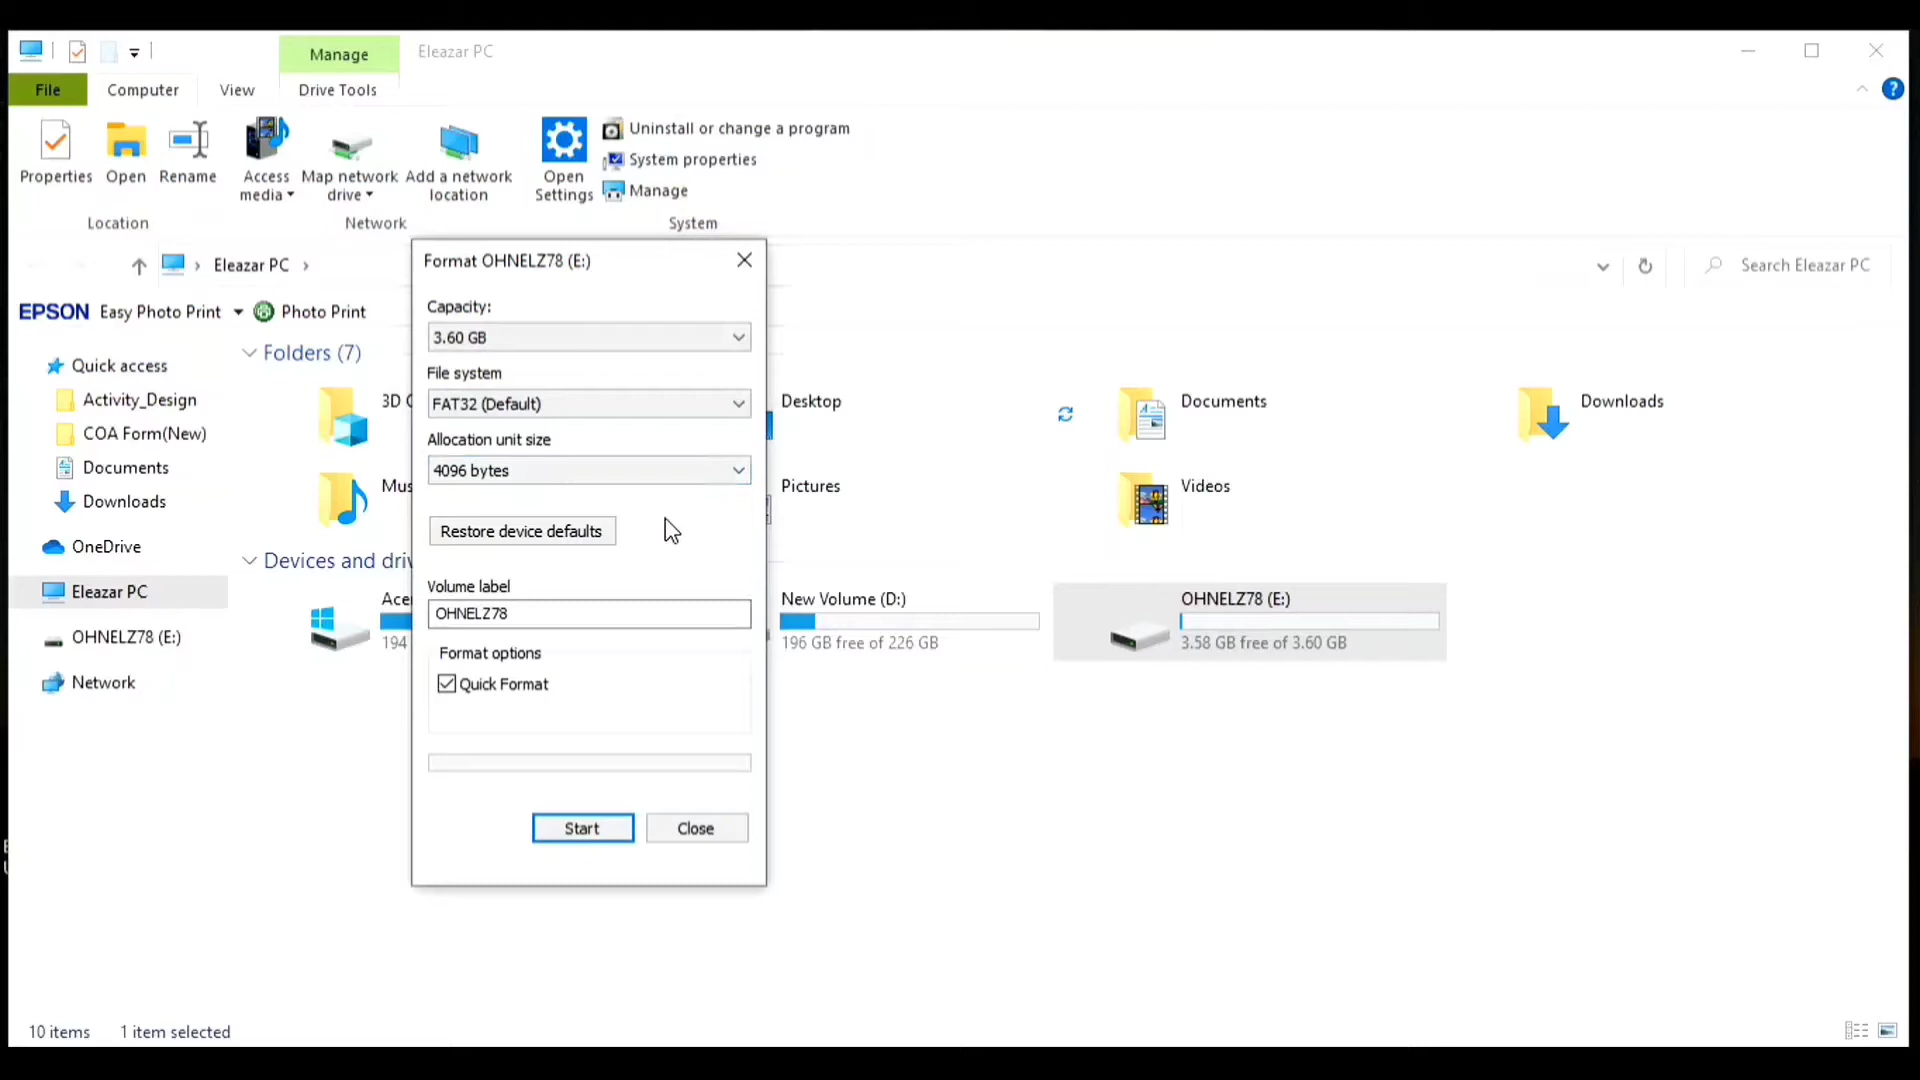 Manage
Eleazar PC
File
Computer
View
Drive Tools
?
Properties
Open
Rename
Access
media
Map network
drive
Add a network
location
Open
Settings
Uninstall or change a program
System properties
Manage
Location
Network
System
Eleazar PC
Search Eleazar PC
EPSON Easy Photo Print
Photo Print
Quick access
Activity_Design
COA Form(New)
Documents
Downloads
OneDrive
Eleazar PC
OHNELZ78 (E:)
Network
Folders (7)
3D
Desktop
Documents
Downloads
Mus
Pictures
Videos
Devices and driv
Acer
194
New Volume (D:)
196 GB free of 226 GB
OHNELZ78 (E:)
3.58 GB free of 3.60 GB
Format OHNELZ78 (E:)
Capacity:
3.60 GB
File system
FAT32 (Default)
Allocation unit size
4096 bytes
Restore device defaults
Volume label
OHNELZ78
Format options
Quick Format
Start
Close
10 items
1 item selected